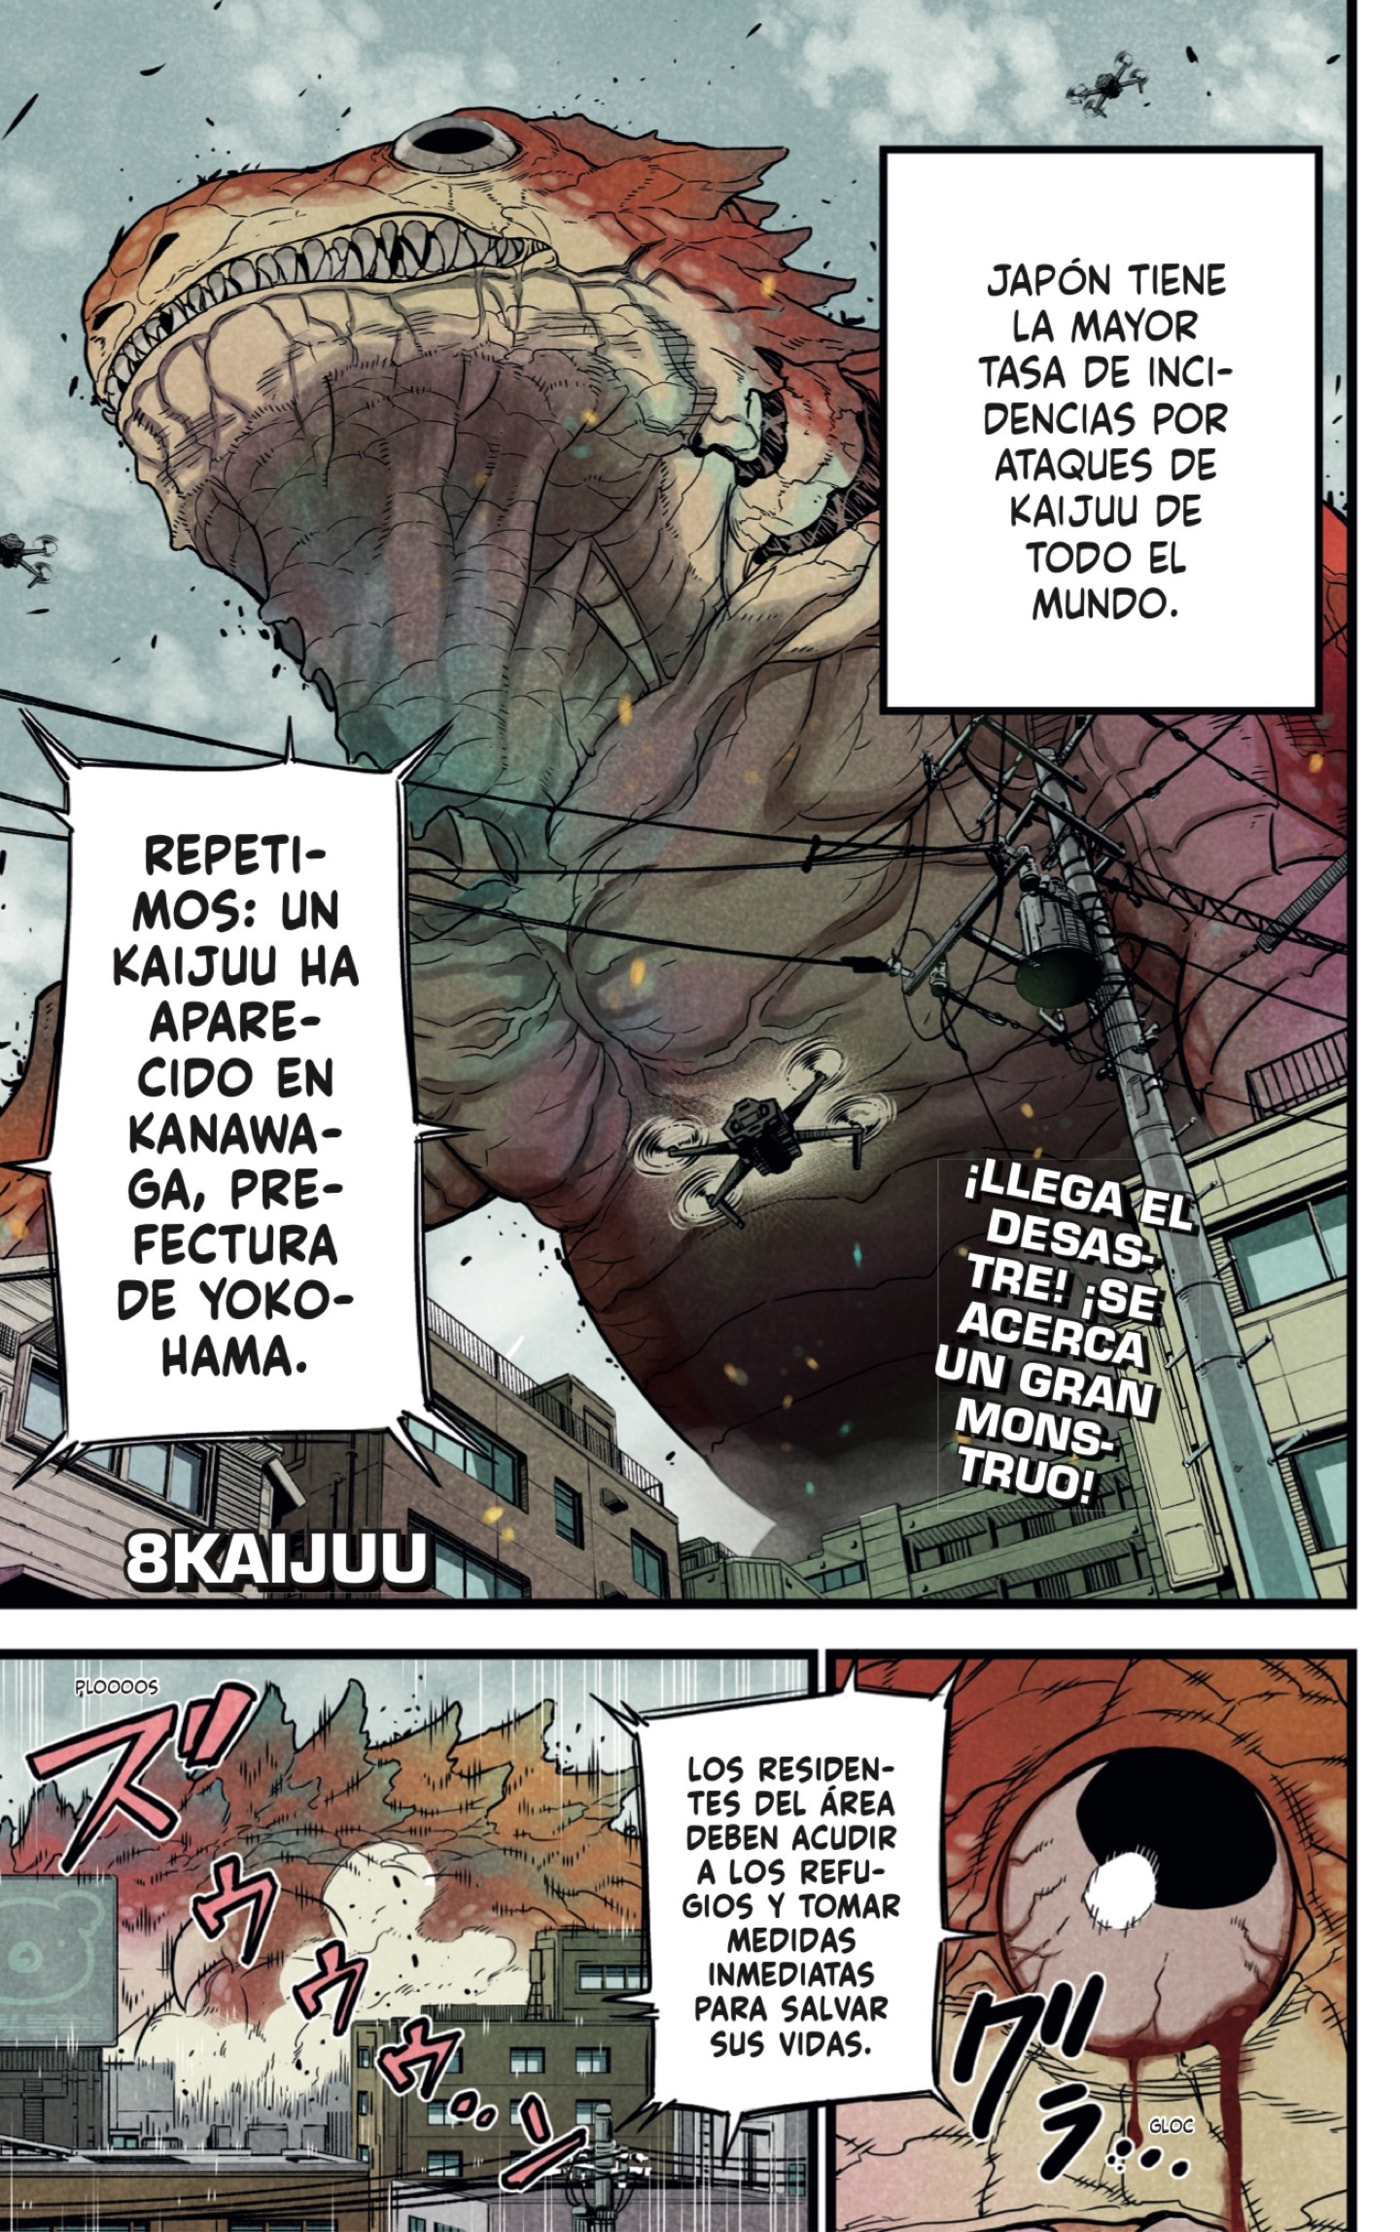 JAPÓN TIENE
LA MAYOR
TASA DE INCI-
DENCIAS POR
ATAQUES DE
KAIJUU DE
TODO EL
MUNDO.
REPETI-
MOS: UN
KAIJUU HA
APARE-
CIDO EN
KANAWA-
GA, PRE-
FECTURA
DE YOKO-
HAMA.
¡LLEGA EL
DESAS-
TRE! ¡SE
ACERCA
UN GRAN
MONS-
TRUO!
8KAIJUU
PLOOOOS
ズウウウ...ン
LOS RESIDEN-
TES DEL ÁREA
DEBEN ACUDIR
A LOS REFU-
GIOS Y TOMAR
MEDIDAS
INMEDIATAS
PARA SALVAR
SUS VIDAS.
グラ...
GLOC